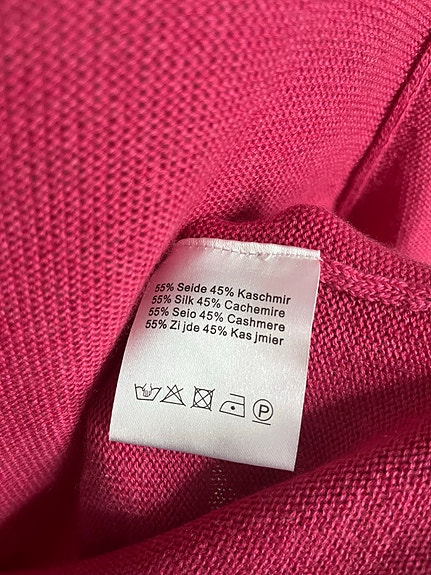 55% Seide 45% Kaschmir
55% Silk 45% Cachemire
55% Seio 45% Cashmere
55% Zi jde 45% Kas jmier
P